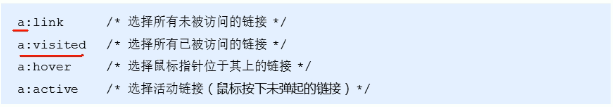 a:link /* 选择所有未被访问的链接 */
a:visited /* 选择所有已被访问的链接 */
a:hover /* 选择鼠标指针位于其上的链接 */
a:active /* 选择活动链接（鼠标按下未弹起的链接）*/